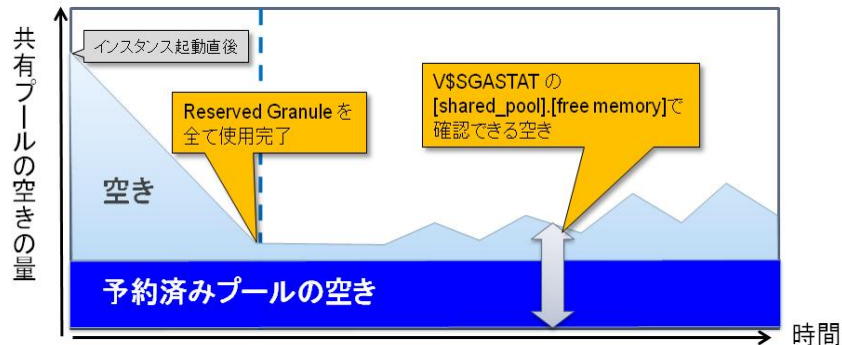 共有プールの空きの量
インスタンス起動直後
Reserved Granule を
全て使用完了
V$SGASTAT の
[shared_pool].[free memory]で
確認できる空き
空き
予約済みプールの空き
時間